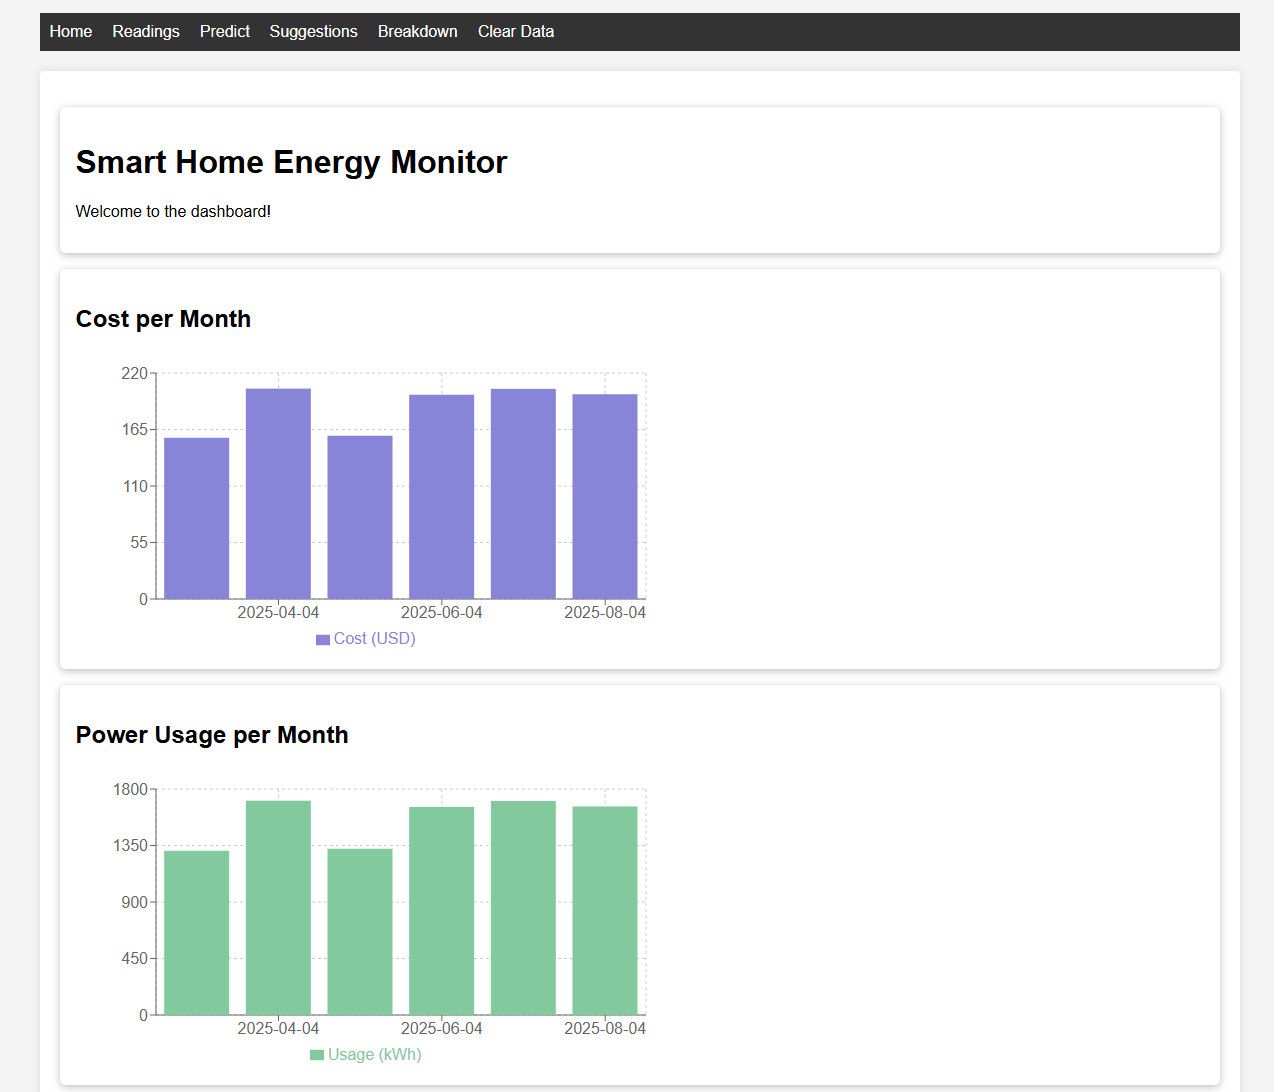 Home Readings Predict Suggestions Breakdown Clear Data
Smart Home Energy Monitor
Welcome to the dashboard!
Cost per Month
220
165
110
55
0
2025-04-04 2025-06-04 2025-08-04
Cost (USD)
Power Usage per Month
1800
1350
900
450
0
2025-04-04 2025-06-04 2025-08-04
Usage (kWh)